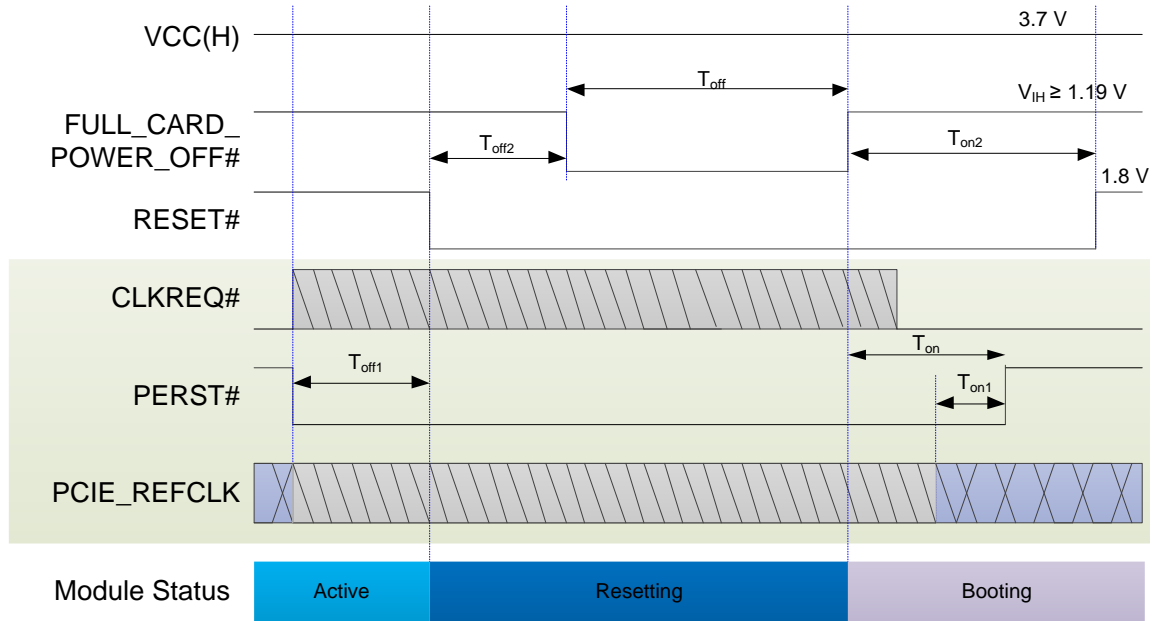 VCC(H)
3.7 V
Toff
VIH ≥ 1.19 V
FULL_CARD_
POWER_OFF#
Toff2
Ton2
1.8 V
RESET#
CLKREQ#
Ton
Toff1
Ton1
PERST#
PCIE_REFCLK
Module Status
Active
Resetting
Booting